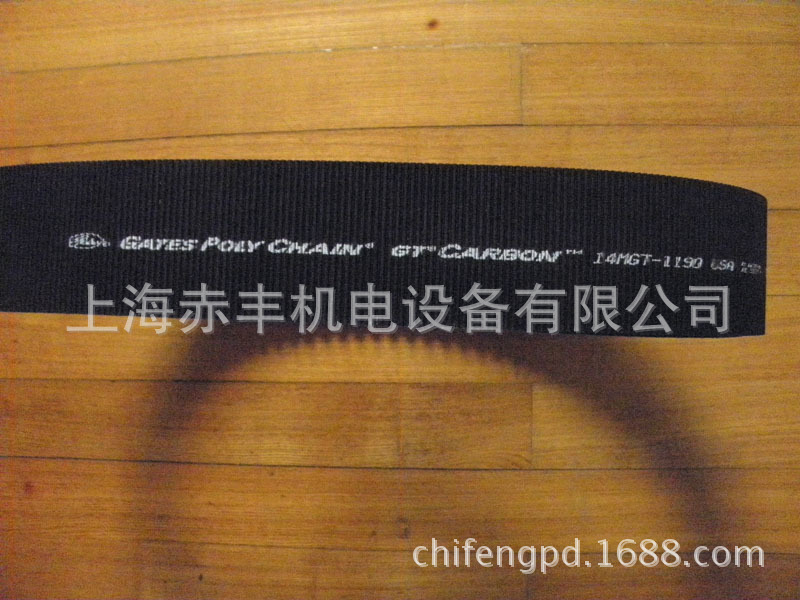 GATES POLY CHAIN® GT® CARBON™ 14MGT-1190 USA
上海赤丰机电设备有限公司
chifengpd.1688.com